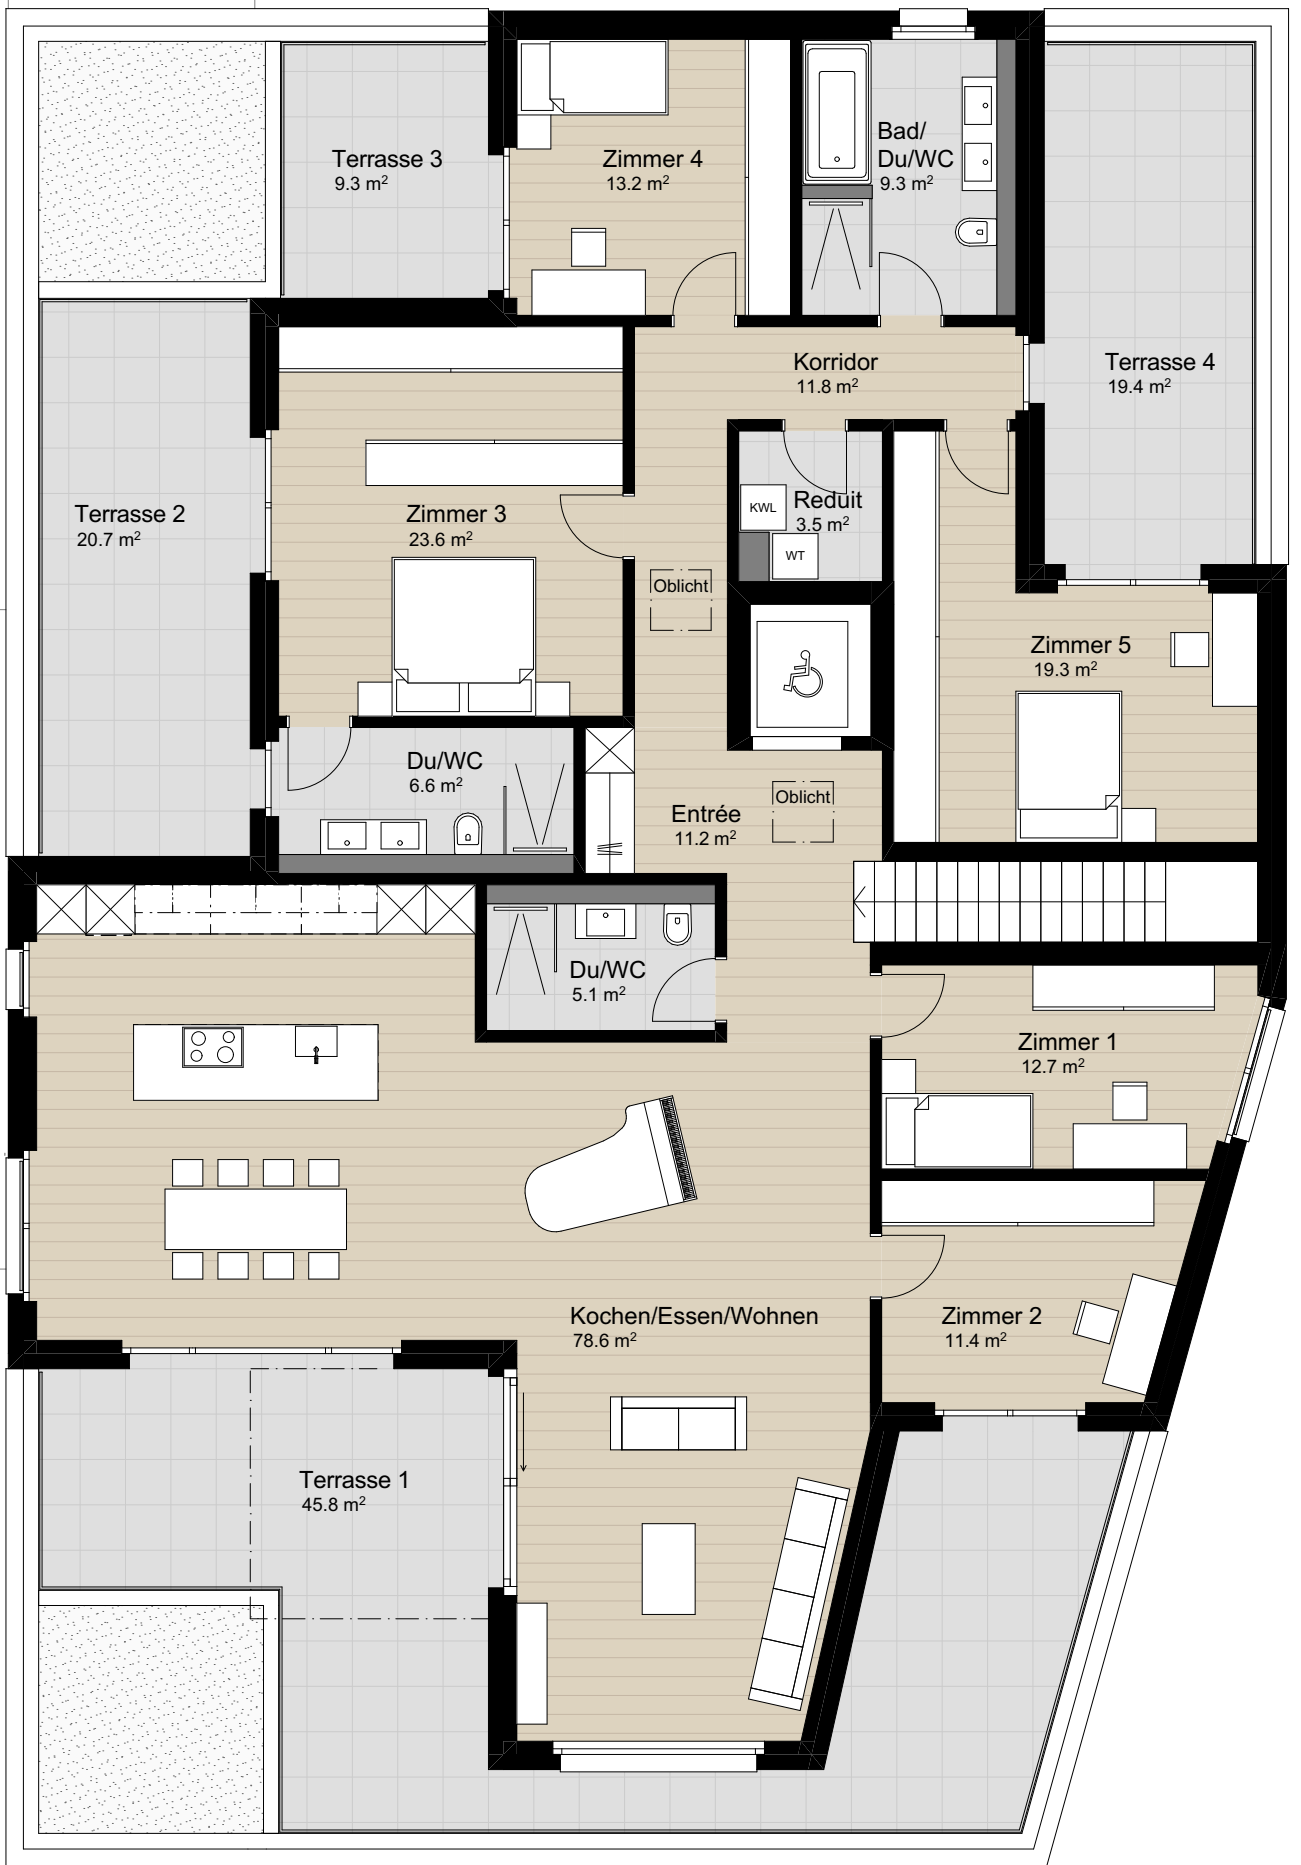 Terrasse 3
9.3 m²
Zimmer 4
13.2 m²
Bad/
Du/WC
9.3 m²
Korridor
11.8 m²
Terrasse 4
19.4 m²
Terrasse 2
20.7 m²
Zimmer 3
23.6 m²
KWL
Reduit
3.5 m²
WT
Oblicht
Zimmer 5
19.3 m²
Du/WC
6.6 m²
Entrée
11.2 m²
Oblicht
Du/WC
5.1 m²
Zimmer 1
12.7 m²
Kochen/Essen/Wohnen
78.6 m²
Zimmer 2
11.4 m²
Terrasse 1
45.8 m²